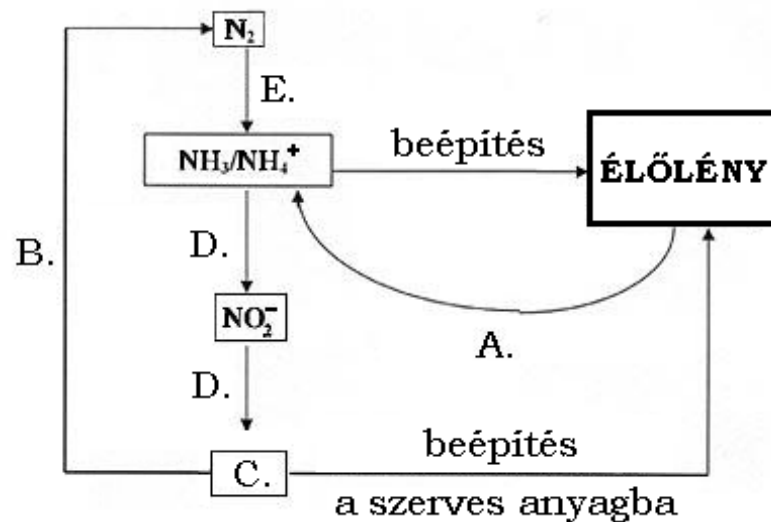 N₂
E.
NH₃/NH₄⁺
beépítés
ÉLŐLÉNY
D.
B.
NO₂⁻
A.
D.
beépítés
C.
a szerves anyagba